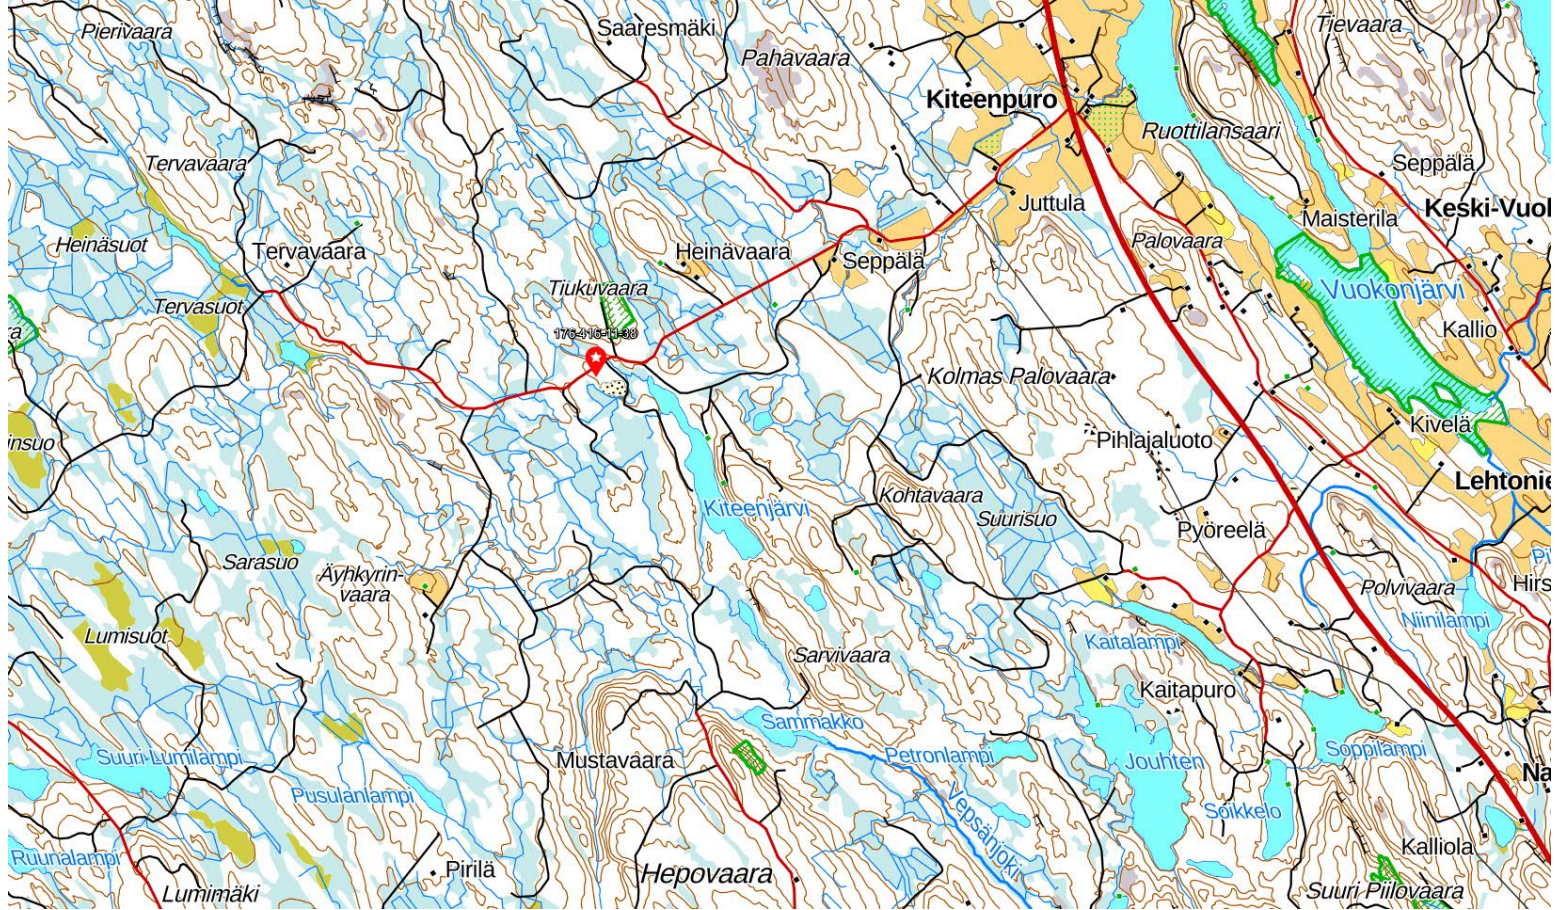 Pierivaara
Saaresmäki
Pahavaara
Tievaara
Kiteenpuro
Ruottilansaari
Tervavaara
Seppälä
Juttula
Keski-Vuol
Maisterila
Heinäsuot
Tervavaara
Heinävaara
Seppälä
Palovaara
Tiukuvaara
Vuokonjärvi
Tervasuot
ra
176-416-11-38
Kallio
Kolmas Palovaara
Kivelä
insuo
Pihlajaluoto
Lehtonie
Kohtavaara
Kiteenjärvi
Suurisuo
Pyöreelä
Sarasuo
Äyhkyrin-
vaara
Polvivaara
Hirs
Niinilampi
Lumisuot
Kaitalampi
Sarvivaara
Kaitapuro
Sammakko
Suuri-Lumilampi
Mustavaara
Petronlampi
Jouhten
Soppilampi
Na
Pusulanlampi
Vepsänjoki
Soikkelo
Ruunalampi
Kalliola
Pirilä
Hepovaara
Lumimäki
Suuri Piilovaara